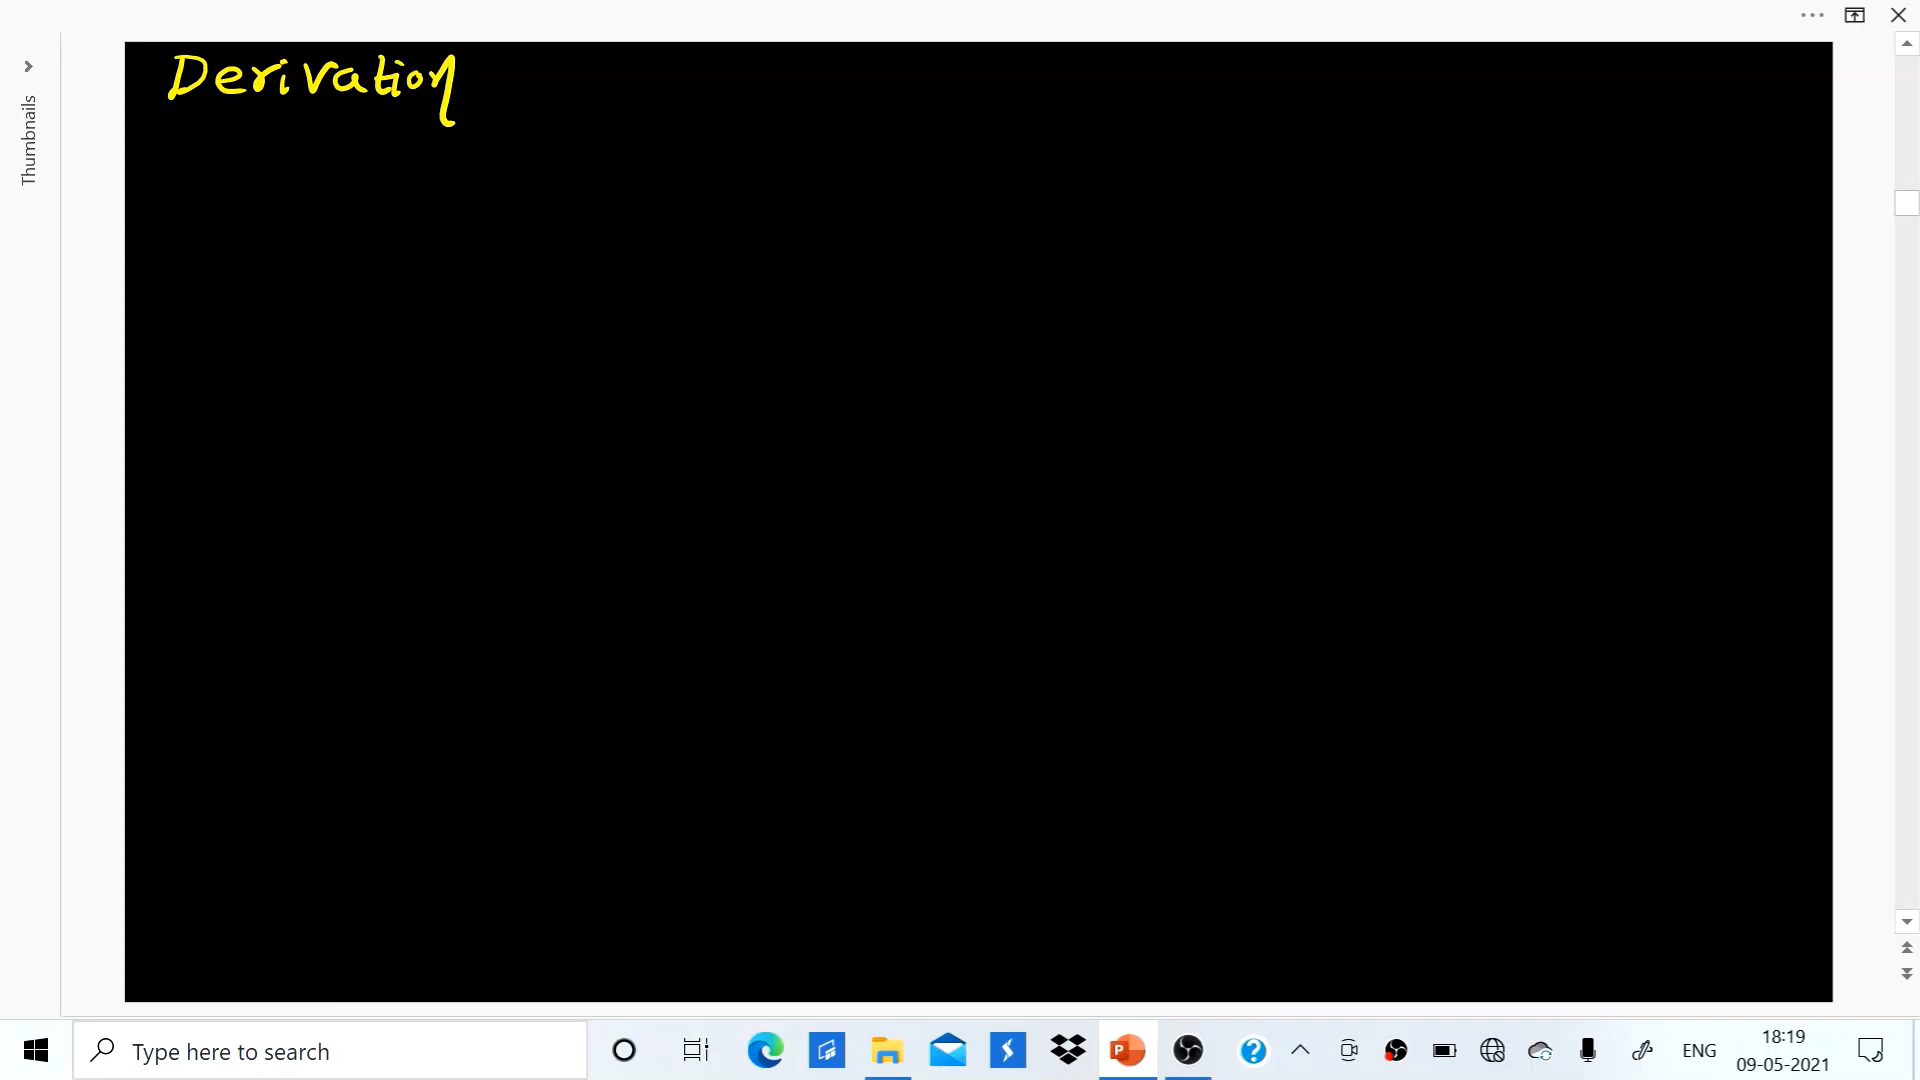 Derivation
Thumbnails
Type here to search
ENG
18:19
09-05-2021